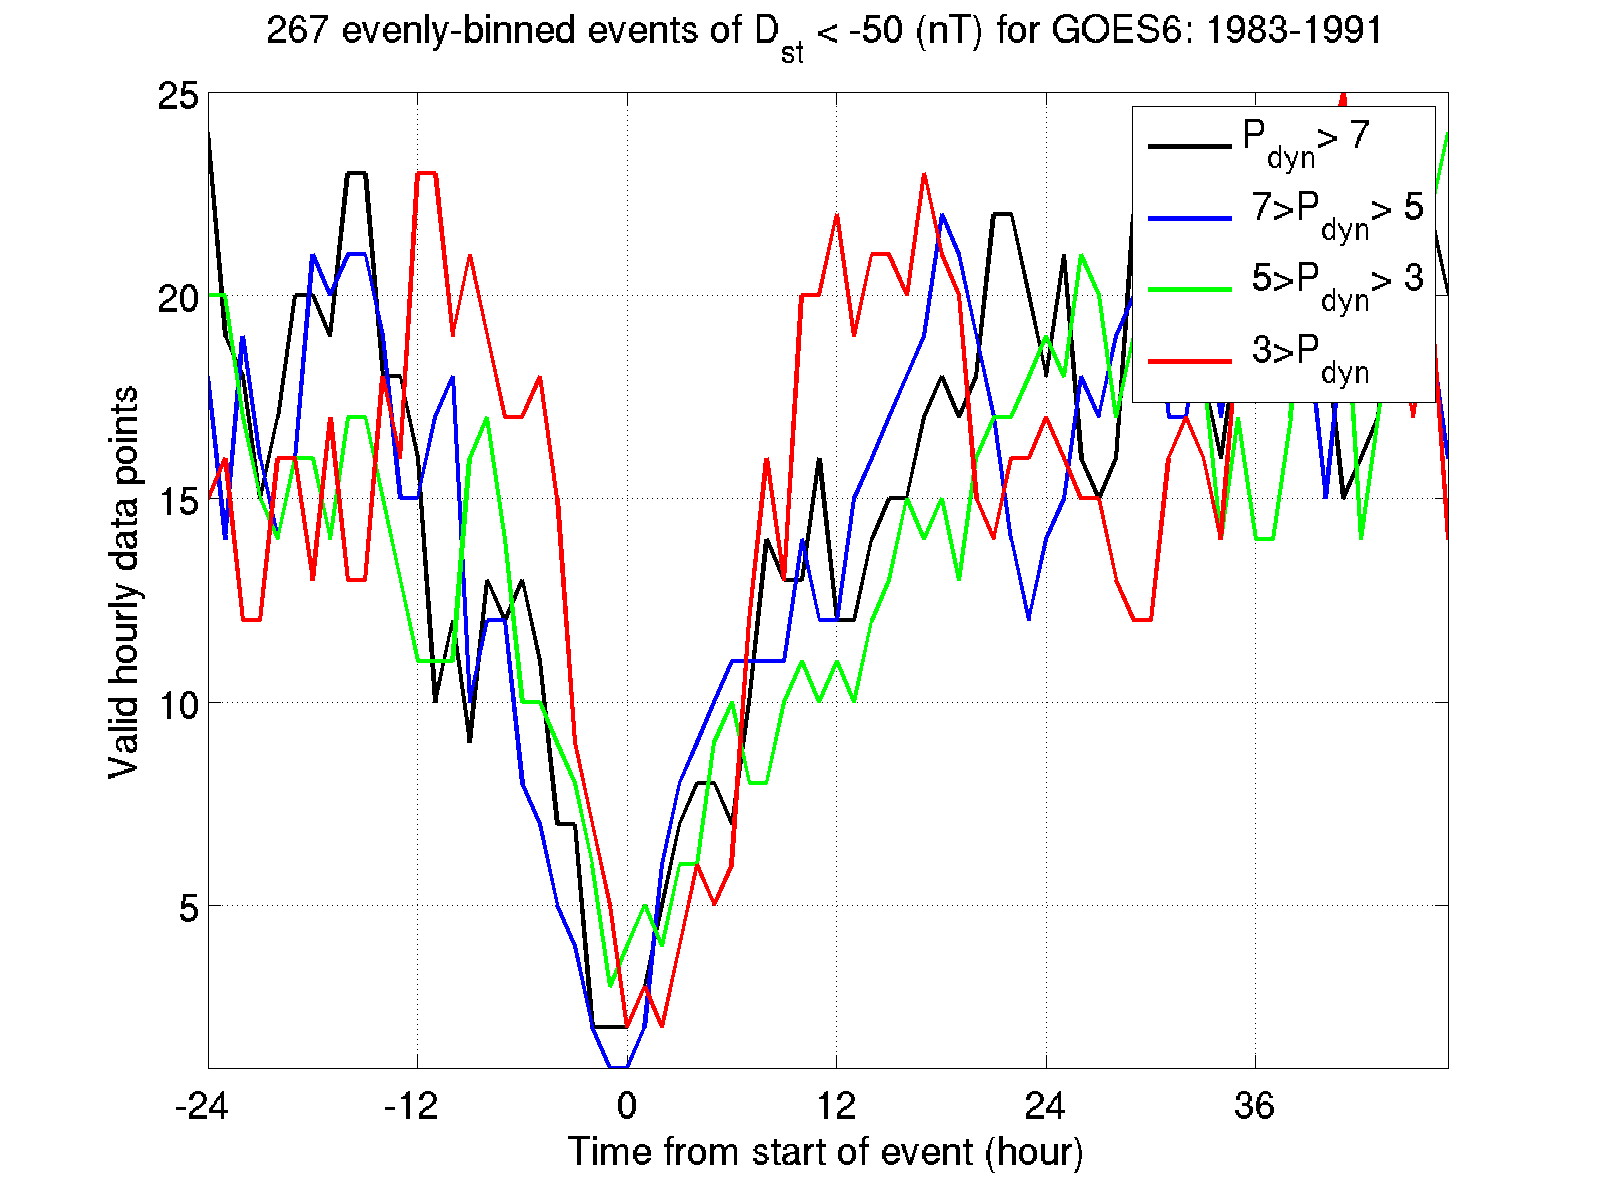 267 evenly-binned events of D_st < -50 (nT) for GOES6: 1983-1991
25
20
15
10
5
Valid hourly data points
P_dyn> 7
7>P_dyn> 5
5>P_dyn> 3
3>P_dyn
-24 -12 0 12 24 36
Time from start of event (hour)